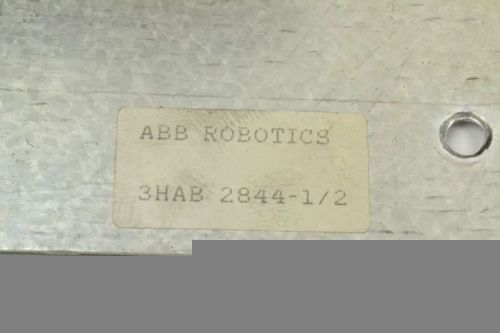 ABB ROBOTICS
3HAB 2844-1/2